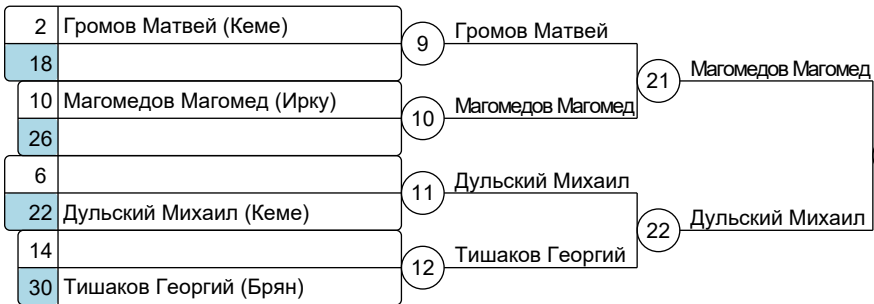 2 Громов Матвей (Кеме)
18
9 Громов Матвей
10 Магомедов Магомед (Ирку)
26
10 Магомедов Магомед
21 Магомедов Магомед
6
22 Дульский Михаил (Кеме)
11 Дульский Михаил
14
30 Тишаков Георгий (Брян)
12 Тишаков Георгий
22 Дульский Михаил